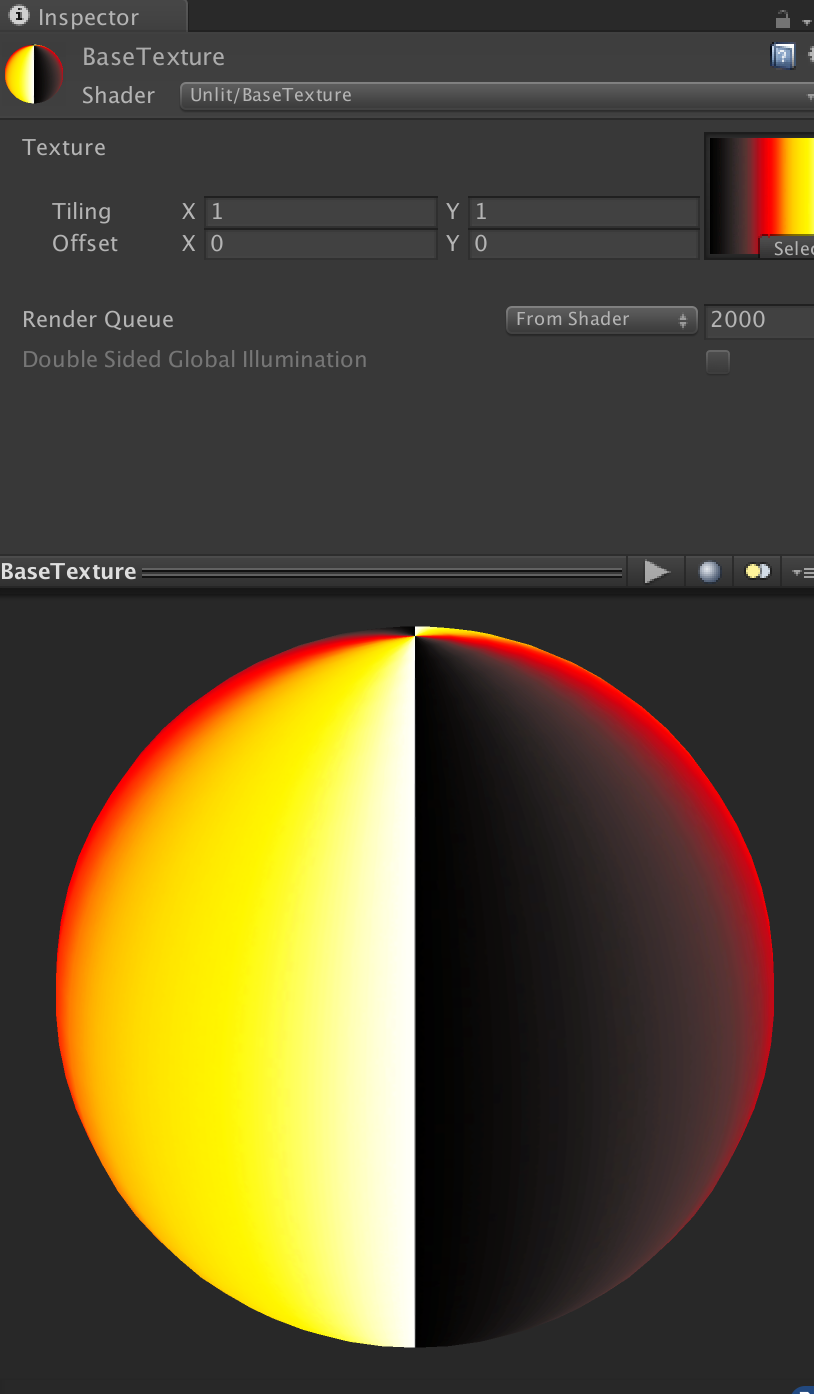 Inspector
BaseTexture
Shader Unlit/BaseTexture
Texture
Tiling X 1 Y 1
Offset X 0 Y 0
Selec
Render Queue From Shader 2000
Double Sided Global Illumination
BaseTexture